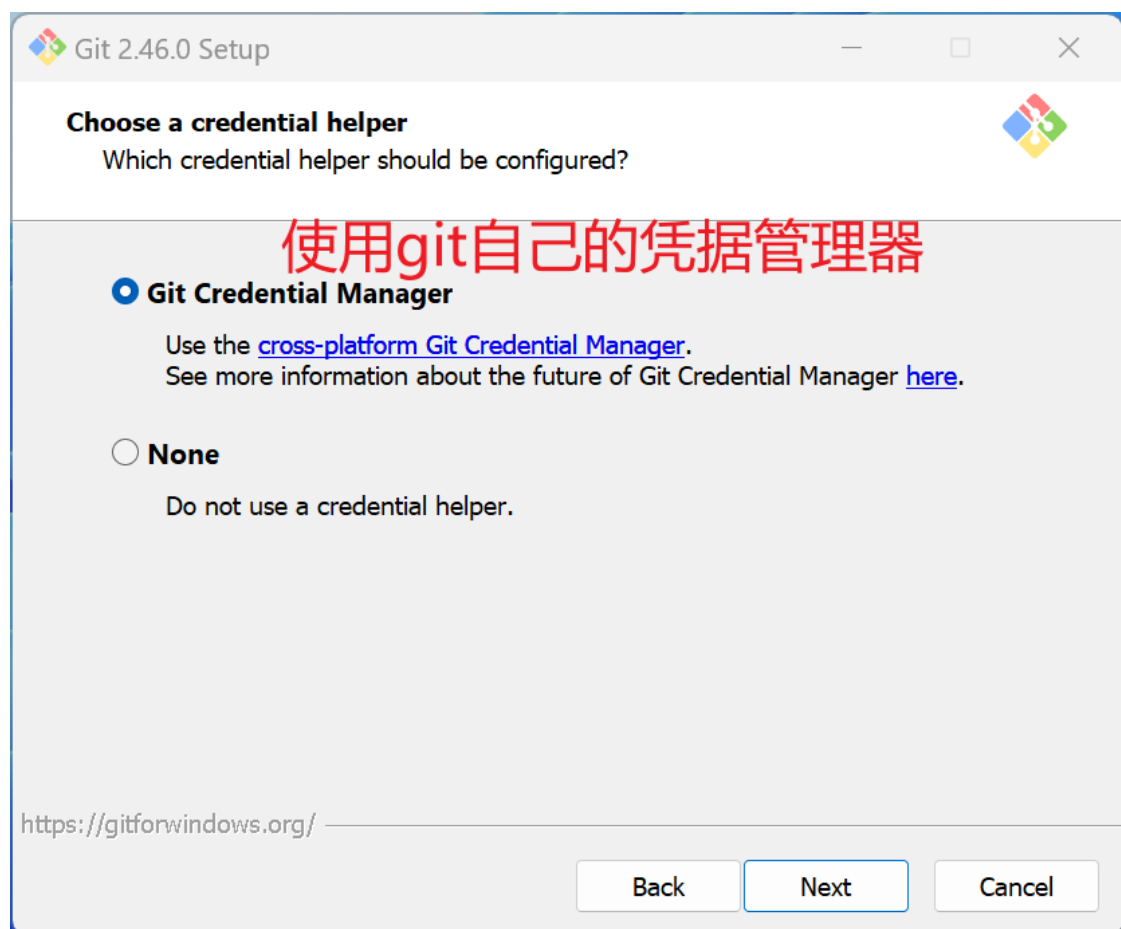 Git 2.46.0 Setup
Choose a credential helper
Which credential helper should be configured?
使用git自己的凭据管理器
Git Credential Manager
Use the cross-platform Git Credential Manager.
See more information about the future of Git Credential Manager here.
None
Do not use a credential helper.
https://gitforwindows.org/
Back Next Cancel